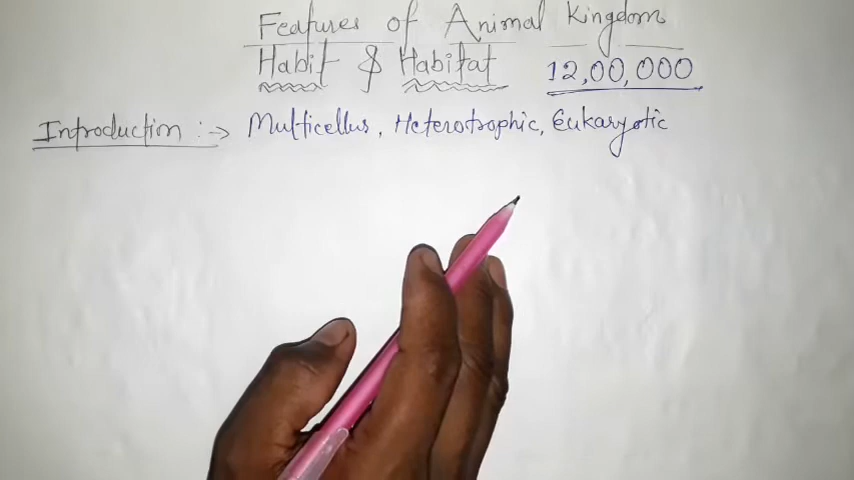 Features of Animal Kingdom
Habit & Habitat 12,00,000
Introduction :-> Multicellus, Heterotrophic, Eukaryotic